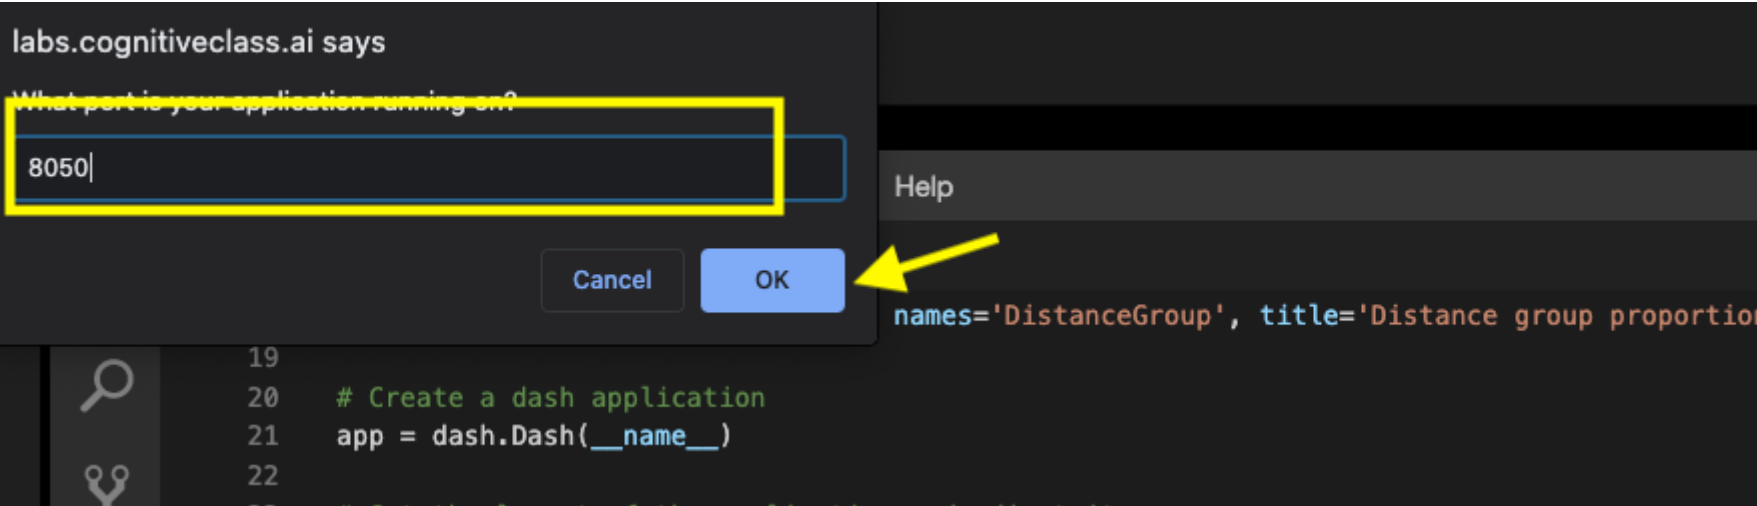 labs.cognitiveclass.ai says
What port is your application running on?
8050
Help
Cancel
OK
names='DistanceGroup', title='Distance group proportion
19
20 # Create a dash application
21 app = dash.Dash(__name__)
22